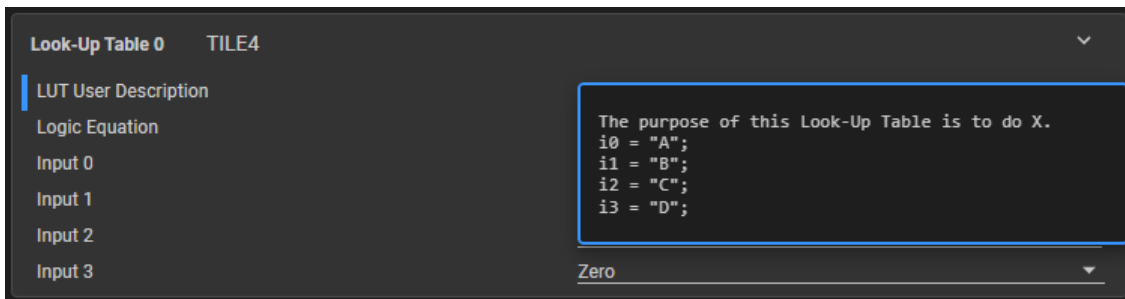 Look-Up Table 0 TILE4
LUT User Description
The purpose of this Look-Up Table is to do X.
i0 = "A";
i1 = "B";
i2 = "C";
i3 = "D";
Logic Equation
Input 0
Input 1
Input 2
Input 3 Zero